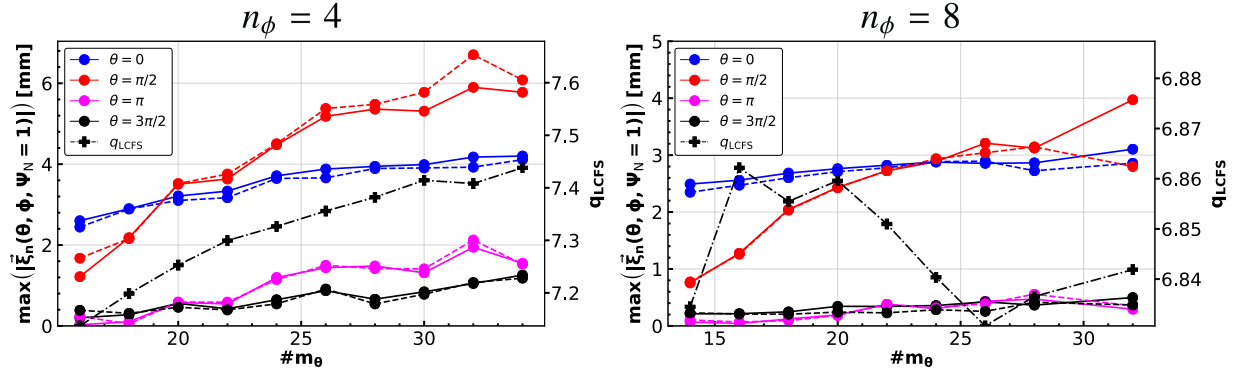 n_ϕ = 4
max(|ξ⃗_n(θ, ϕ, Ψ_N = 1)|) [mm]
6
4
2
0
θ = 0
θ = π/2
θ = π
θ = 3π/2
q_LCFS
20
25
30
#m_θ
7.6
7.5
7.4
7.3
7.2
q_LCFS
n_ϕ = 8
max(|ξ⃗_n(θ, ϕ, Ψ_N = 1)|) [mm]
5
4
3
2
1
0
θ = 0
θ = π/2
θ = π
θ = 3π/2
q_LCFS
15
20
25
30
#m_θ
6.88
6.87
6.86
6.85
6.84
q_LCFS